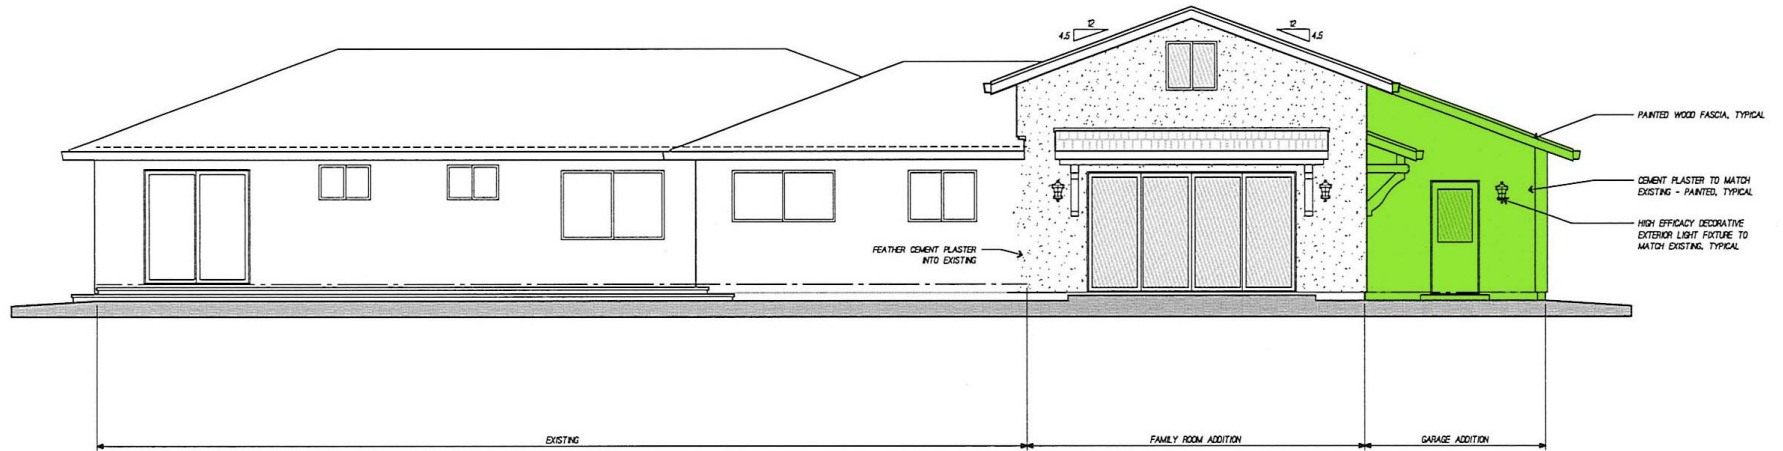 12
4.5
12
4.5
PAINTED WOOD FASCIA, TYPICAL
CEMENT PLASTER TO MATCH
EXISTING - PAINTED, TYPICAL
HIGH EFFICACY DECORATIVE
EXTERIOR LIGHT FIXTURE TO
MATCH EXISTING, TYPICAL
FEATHER CEMENT PLASTER
INTO EXISTING
EXISTING
FAMILY ROOM ADDITION
GARAGE ADDITION